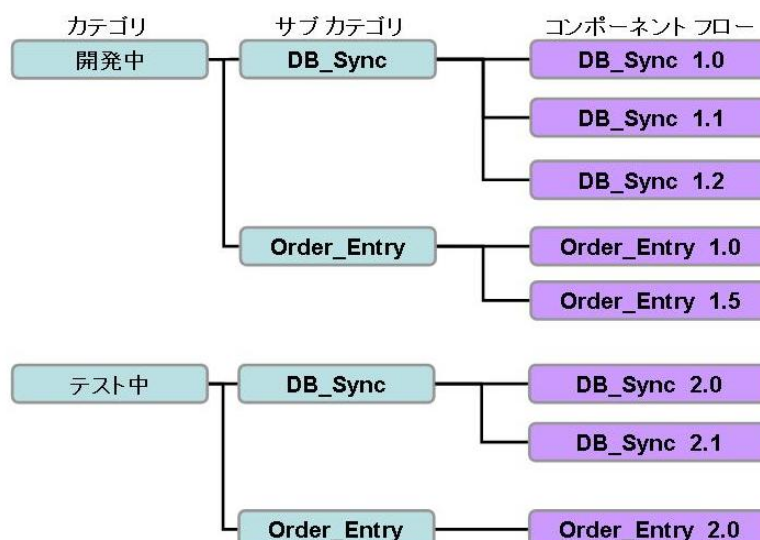 カテゴリ サブ カテゴリ コンポーネント フロー
開発中 DB_Sync DB_Sync 1.0
DB_Sync 1.1
DB_Sync 1.2
Order_Entry Order_Entry 1.0
Order_Entry 1.5
テスト中 DB_Sync DB_Sync 2.0
DB_Sync 2.1
Order_Entry Order_Entry 2.0